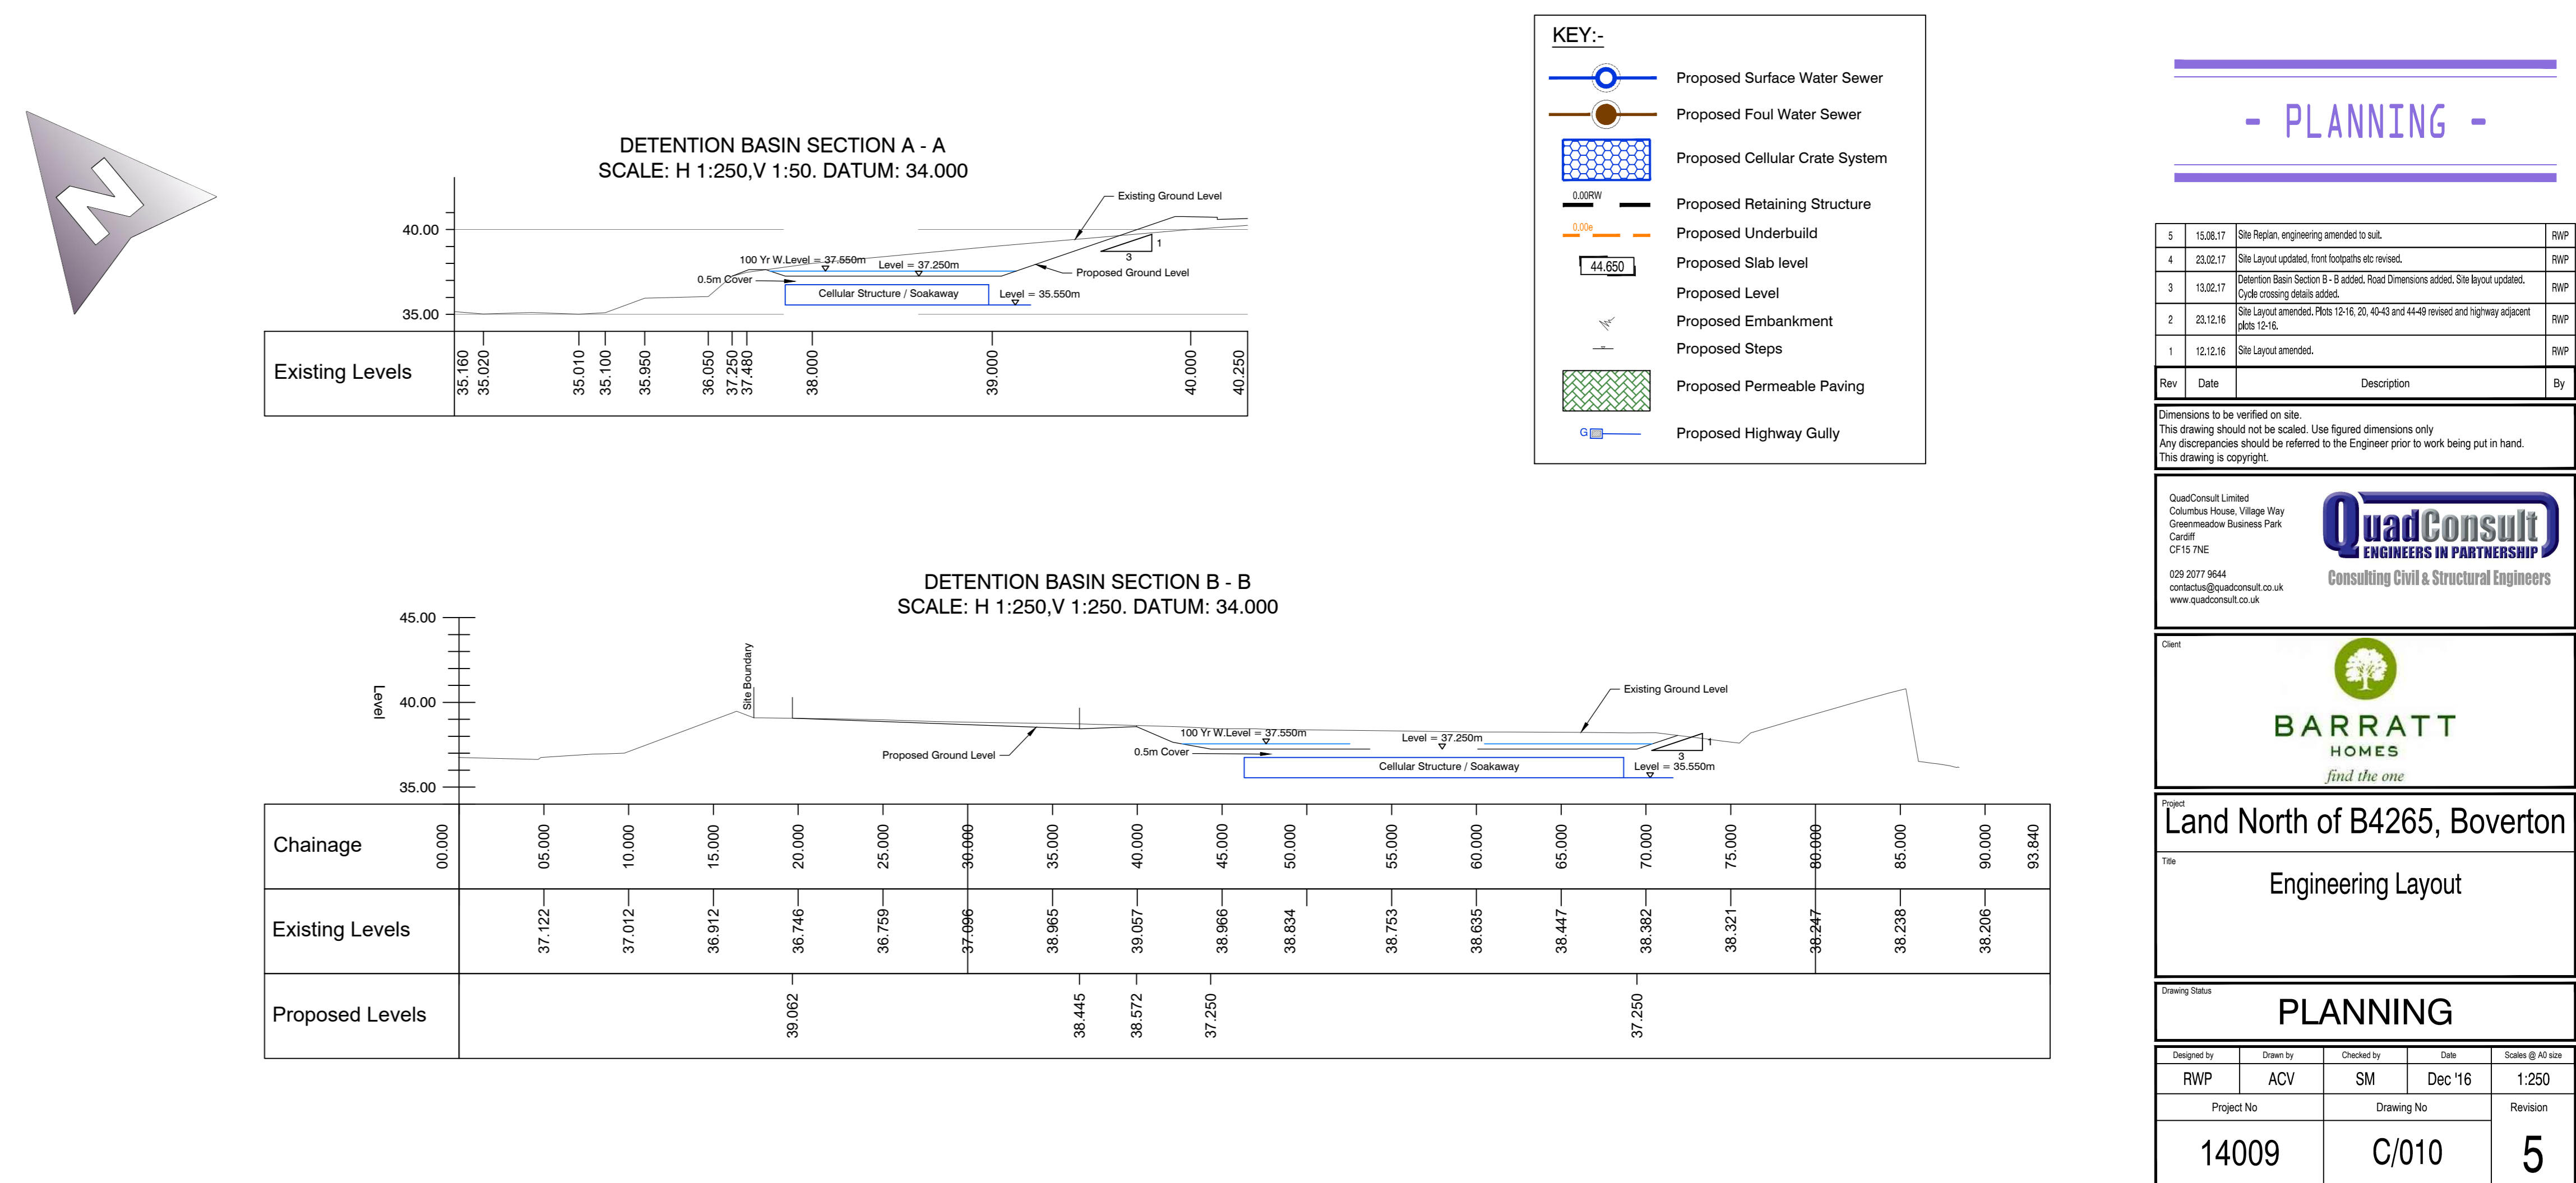 N
DETENTION BASIN SECTION A - A
SCALE: H 1:250,V 1:50. DATUM: 34.000
Existing Ground Level
40.00
1
3
100 Yr W.Level = 37.550m
Level = 37.250m
Proposed Ground Level
0.5m Cover
Cellular Structure / Soakaway
Level = 35.550m
35.00
Existing Levels
35.160
35.020
35.010
35.100
35.950
36.050
37.250
37.480
38.000
39.000
40.000
40.250
DETENTION BASIN SECTION B - B
SCALE: H 1:250,V 1:250. DATUM: 34.000
45.00
Level
40.00
35.00
Site Boundary
Existing Ground Level
Proposed Ground Level
100 Yr W.Level = 37.550m
Level = 37.250m
0.5m Cover
Cellular Structure / Soakaway
1
3
Level = 35.550m
Chainage
00.000
05.000
10.000
15.000
20.000
25.000
30.000
35.000
40.000
45.000
50.000
55.000
60.000
65.000
70.000
75.000
80.000
85.000
90.000
93.840
Existing Levels
37.122
37.012
36.912
36.746
36.759
37.096
38.965
39.057
38.966
38.834
38.753
38.635
38.447
38.382
38.321
38.247
38.238
38.206
Proposed Levels
39.062
38.445
38.572
37.250
37.250
KEY:-
Proposed Surface Water Sewer
Proposed Foul Water Sewer
Proposed Cellular Crate System
0.00RW
Proposed Retaining Structure
0.00e
Proposed Underbuild
44.650
Proposed Slab level
Proposed Level
Proposed Embankment
Proposed Steps
Proposed Permeable Paving
G
Proposed Highway Gully
- PLANNING -
5 15.08.17 Site Replan, engineering amended to suit. RWP
4 23.02.17 Site Layout updated, front footpaths etc revised. RWP
3 13.02.17 Detention Basin Section B - B added. Road Dimensions added. Site layout updated. RWP
Cycle crossing details added.
2 23.12.16 Site Layout amended. Plots 12-16, 20, 40-43 and 44-49 revised and highway adjacent RWP
plots 12-16.
1 12.12.16 Site Layout amended. RWP
Rev Date Description By
Dimensions to be verified on site.
This drawing should not be scaled. Use figured dimensions only
Any discrepancies should be referred to the Engineer prior to work being put in hand.
This drawing is copyright.
QuadConsult Limited
Columbus House, Village Way
Greenmeadow Business Park
Cardiff
CF15 7NE
029 2077 9644
contactus@quadconsult.co.uk
www.quadconsult.co.uk
QuadConsult
ENGINEERS IN PARTNERSHIP
Consulting Civil & Structural Engineers
Client
BARRATT
HOMES
find the one
Project
Land North of B4265, Boverton
Title
Engineering Layout
Drawing Status
PLANNING
Designed by Drawn by Checked by Date Scales @ A0 size
RWP ACV SM Dec '16 1:250
Project No Drawing No Revision
14009 C/010 5